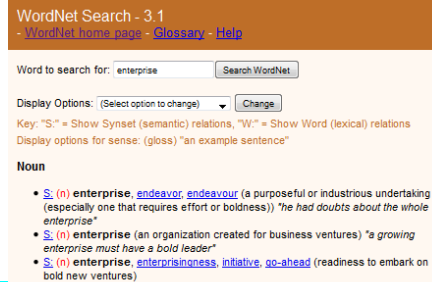 WordNet Search - 3.1
- WordNet home page - Glossary - Help
Word to search for: enterprise Search WordNet
Display Options: (Select option to change) Change
Key: "S:" = Show Synset (semantic) relations, "W:" = Show Word (lexical) relations
Display options for sense: (gloss) "an example sentence"
Noun
• S: (n) enterprise, endeavor, endeavour (a purposeful or industrious undertaking
(especially one that requires effort or boldness)) "he had doubts about the whole
enterprise"
• S: (n) enterprise (an organization created for business ventures) "a growing
enterprise must have a bold leader"
• S: (n) enterprise, enterprisingness, initiative, go-ahead (readiness to embark on
bold new ventures)